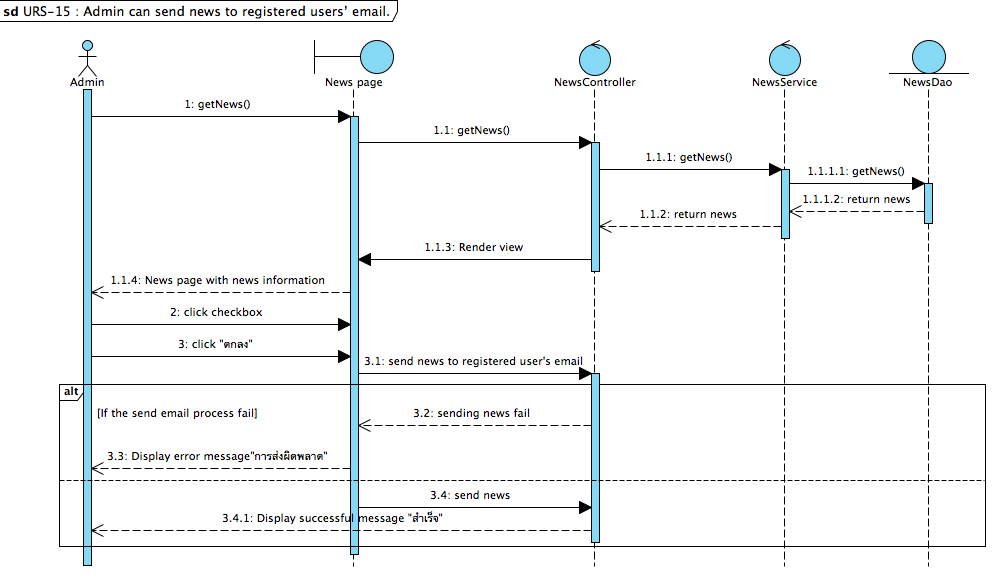 sd URS-15 : Admin can send news to registered users’ email.
Admin
News page
NewsController
NewsService
NewsDao
1: getNews()
1.1: getNews()
1.1.1: getNews()
1.1.1.1: getNews()
1.1.1.2: return news
1.1.2: return news
1.1.3: Render view
1.1.4: News page with news information
2: click checkbox
3: click "ตกลง"
3.1: send news to registered user's email
alt
[If the send email process fail]
3.2: sending news fail
3.3: Display error message"การส่งผิดพลาด"
3.4: send news
3.4.1: Display successful message "สำเร็จ"